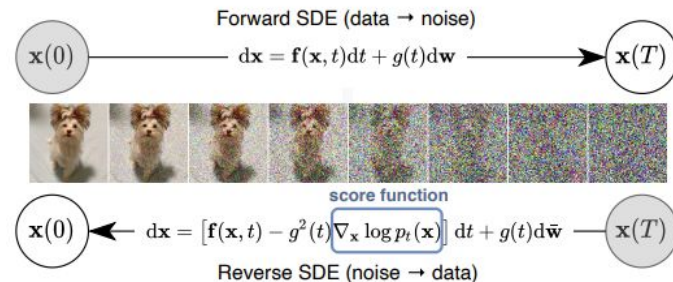 Forward SDE (data → noise)
x(0) dx = f(x, t)dt + g(t)dw x(T)
score function
x(0) dx = [f(x, t) − g²(t)∇ₓ log pₜ(x)] dt + g(t)dw̄ x(T)
Reverse SDE (noise → data)